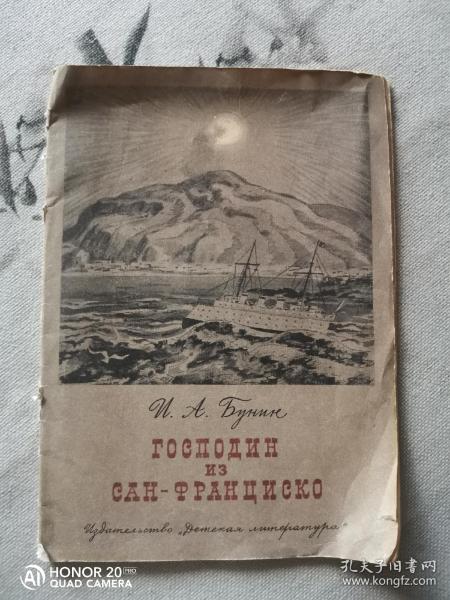 И. А. Бунин
ГОСПОДИН
ИЗ
САН-ФРАНЦИСКО
Издательство „Детская литература“
HONOR 20 PRO
AI QUAD CAMERA
孔夫子旧书网
www.kongfz.com